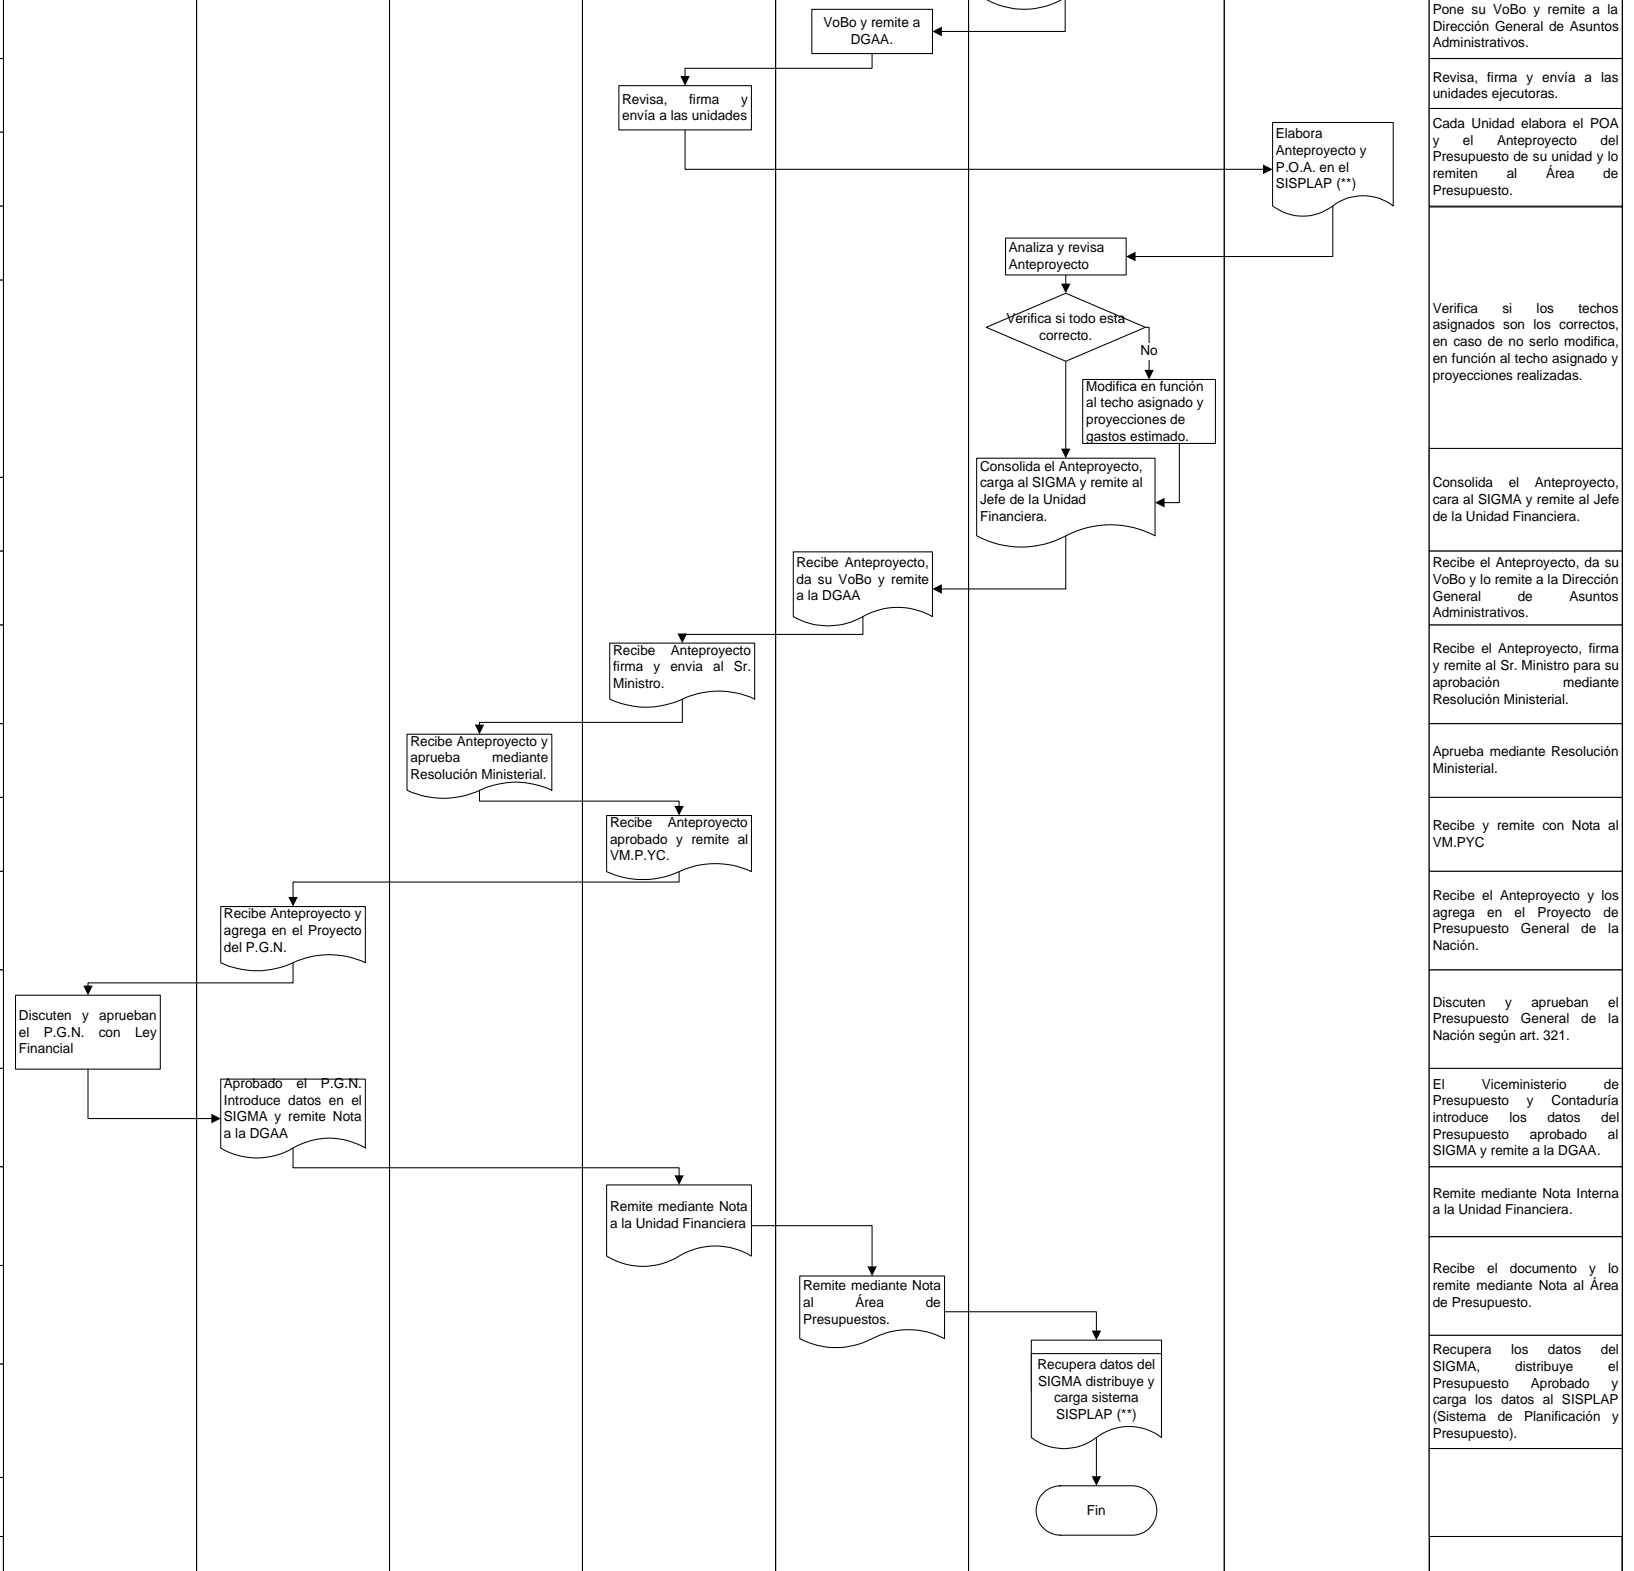 Pone su VoBo y remite a la
Dirección General de Asuntos
Administrativos.
VoBo y remite a
DGAA.
Revisa, firma y envía a las
unidades ejecutoras.
Revisa, firma y
envía a las unidades
Cada Unidad elabora el POA
y el Anteproyecto del
Presupuesto de su unidad y lo
remiten al Área de
Presupuesto.
Elabora
Anteproyecto y
P.O.A. en el
SISPLAP (**)
Analiza y revisa
Anteproyecto
Verifica si todo esta
correcto.
No
Modifica en función
al techo asignado y
proyecciones de
gastos estimado.
Verifica si los techos
asignados son los correctos,
en caso de no serlo modifica,
en función al techo asignado y
proyecciones realizadas.
Consolida el Anteproyecto,
carga al SIGMA y remite al
Jefe de la Unidad
Financiera.
Consolida el Anteproyecto,
cara al SIGMA y remite al Jefe
de la Unidad Financiera.
Recibe Anteproyecto,
da su VoBo y remite
a la DGAA
Recibe el Anteproyecto, da su
VoBo y lo remite a la Dirección
General de Asuntos
Administrativos.
Recibe Anteproyecto
firma y envia al Sr.
Ministro.
Recibe el Anteproyecto, firma
y remite al Sr. Ministro para su
aprobación mediante
Resolución Ministerial.
Recibe Anteproyecto y
aprueba mediante
Resolución Ministerial.
Aprueba mediante Resolución
Ministerial.
Recibe Anteproyecto
aprobado y remite al
VM.P.YC.
Recibe y remite con Nota al
VM.PYC
Recibe Anteproyecto y
agrega en el Proyecto
del P.G.N.
Recibe el Anteproyecto y los
agrega en el Proyecto de
Presupuesto General de la
Nación.
Discuten y aprueban
el P.G.N. con Ley
Financial
Discuten y aprueban el
Presupuesto General de la
Nación según art. 321.
Aprobado el P.G.N.
Introduce datos en el
SIGMA y remite Nota
a la DGAA
El Viceministerio de
Presupuesto y Contaduría
introduce los datos del
Presupuesto aprobado al
SIGMA y remite a la DGAA.
Remite mediante Nota
a la Unidad Financiera
Remite mediante Nota Interna
a la Unidad Financiera.
Remite mediante Nota
al Área de
Presupuestos.
Recibe el documento y lo
remite mediante Nota al Área
de Presupuesto.
Recupera datos del
SIGMA distribuye y
carga sistema
SISPLAP (**)
Recupera los datos del
SIGMA, distribuye el
Presupuesto Aprobado y
carga los datos al SISPLAP
(Sistema de Planificación y
Presupuesto).
Fin